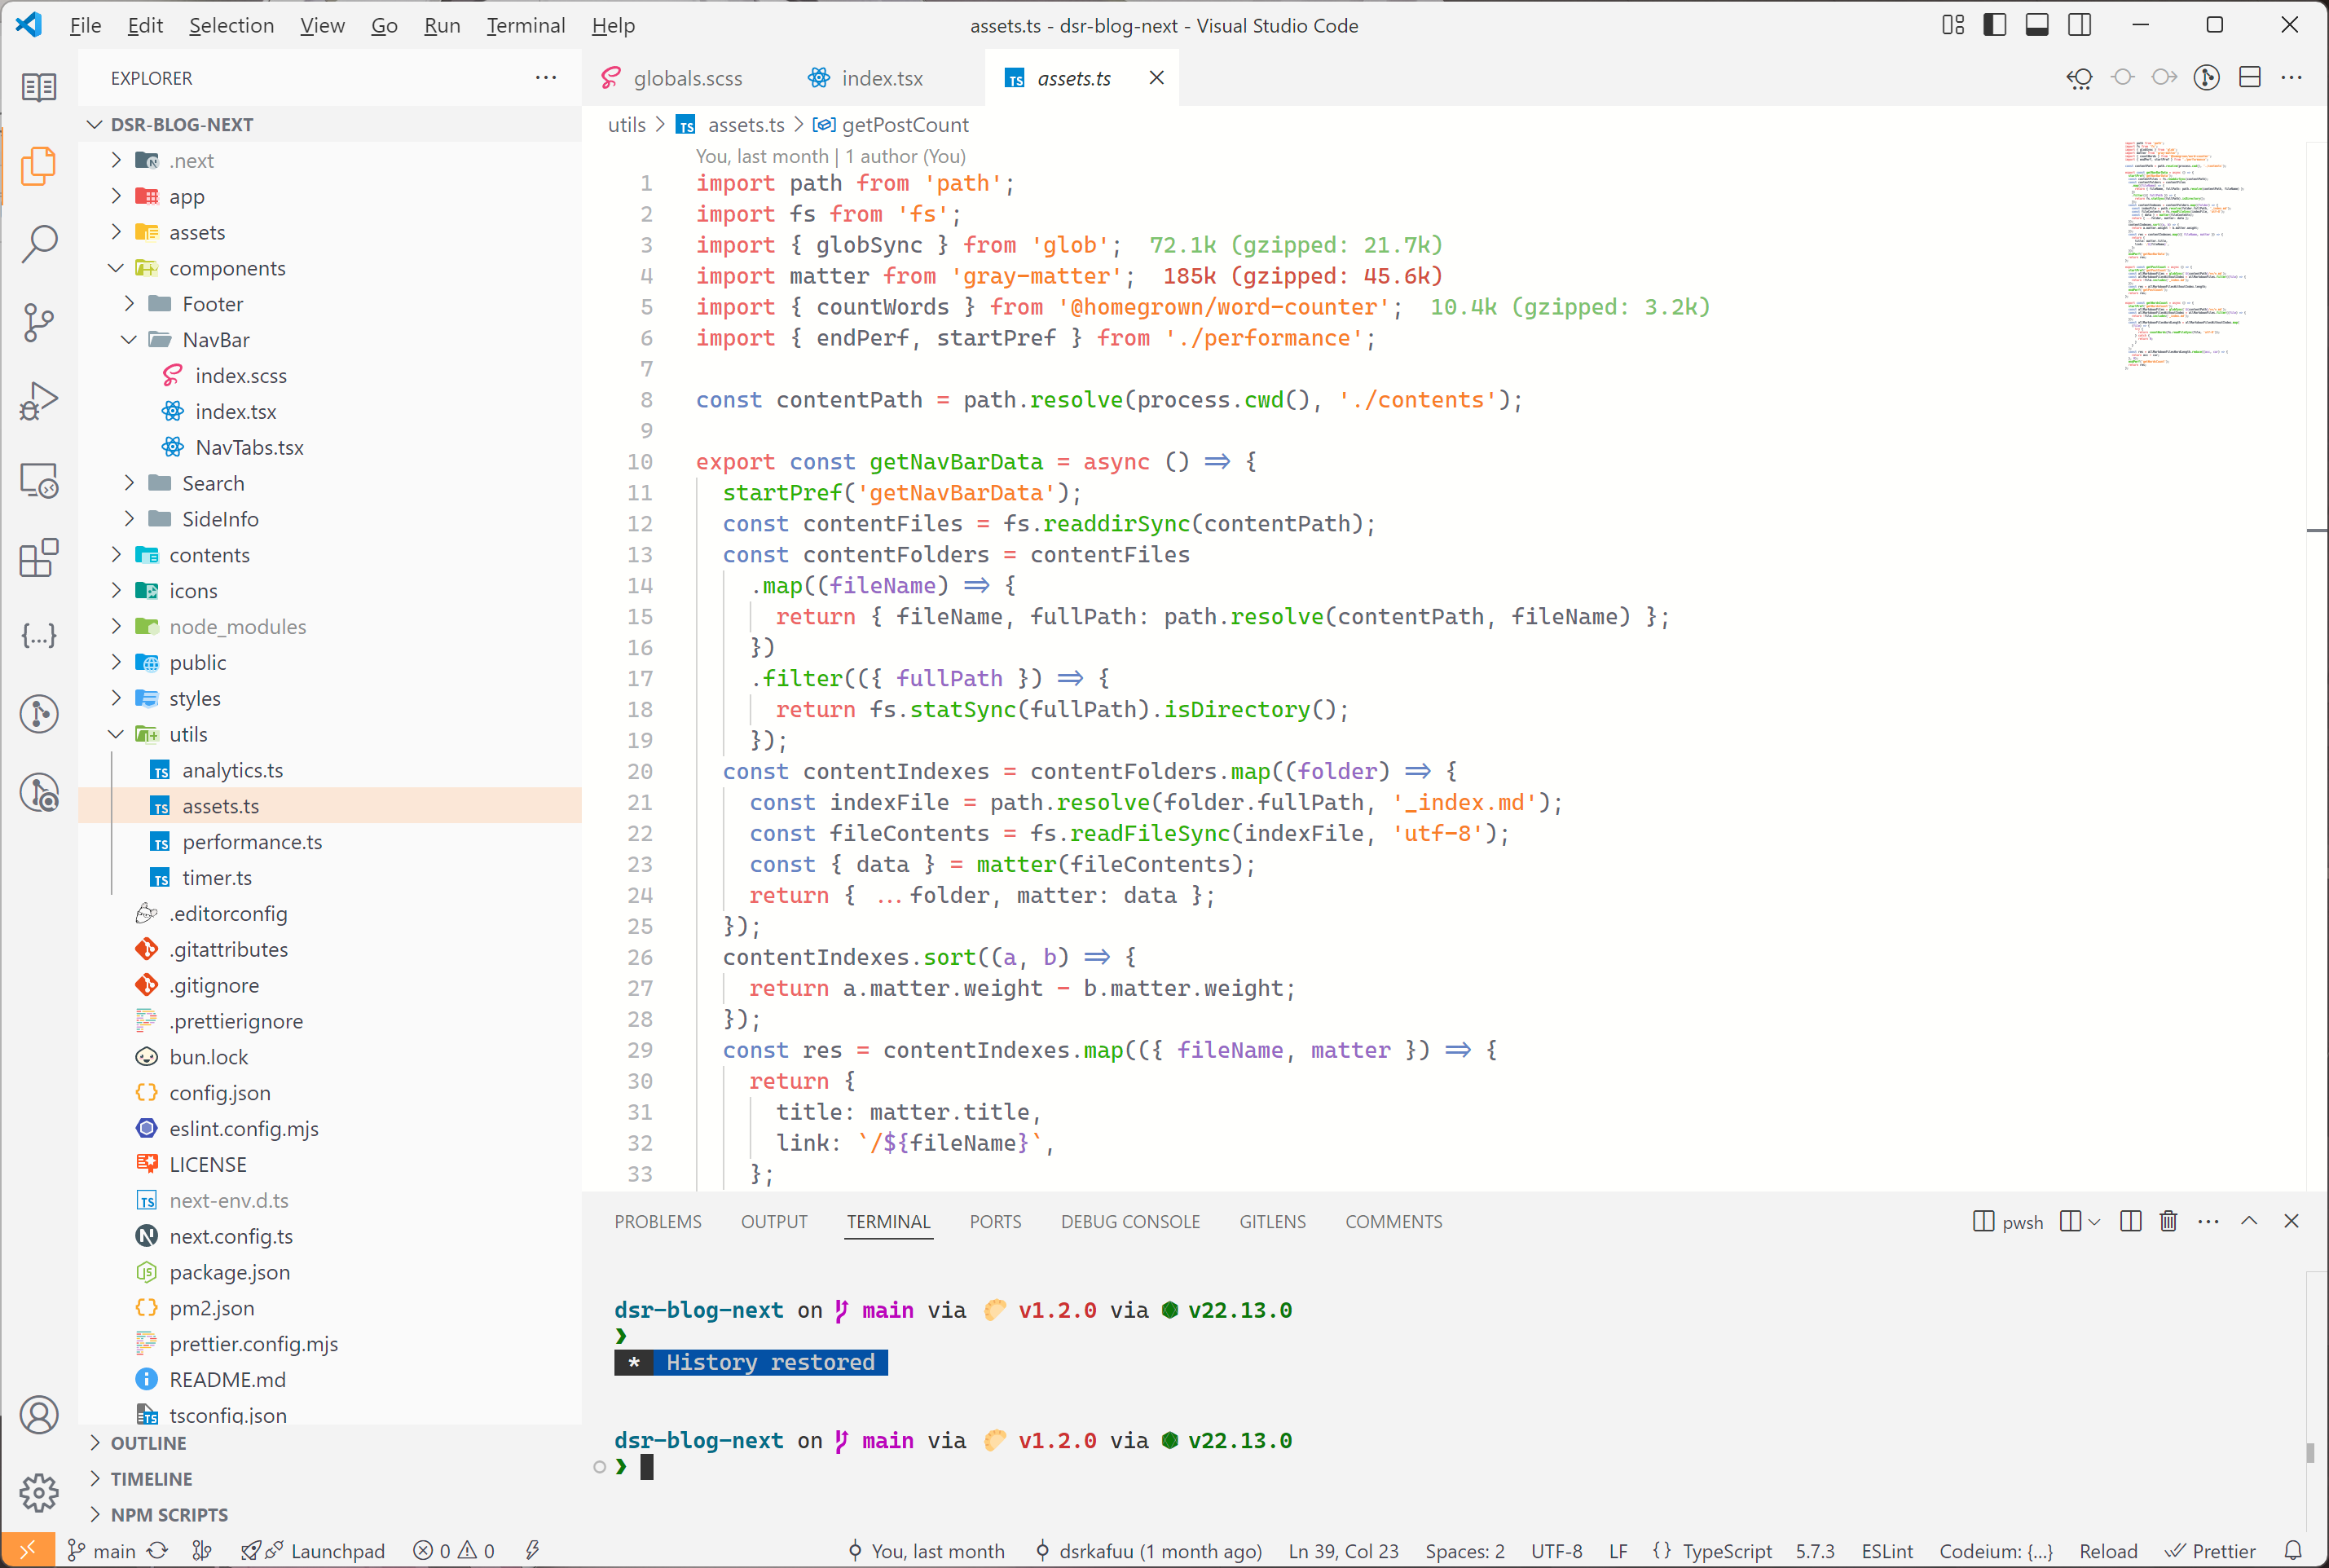 File Edit Selection View Go Run Terminal Help
assets.ts - dsr-blog-next - Visual Studio Code
EXPLORER
DSR-BLOG-NEXT
.next
app
assets
components
Footer
NavBar
index.scss
index.tsx
NavTabs.tsx
Search
SideInfo
contents
icons
node_modules
public
styles
utils
analytics.ts
assets.ts
performance.ts
timer.ts
.editorconfig
.gitattributes
.gitignore
.prettierignore
bun.lock
config.json
eslint.config.mjs
LICENSE
next-env.d.ts
next.config.ts
package.json
pm2.json
prettier.config.mjs
README.md
tsconfig.json
OUTLINE
TIMELINE
NPM SCRIPTS
globals.scss index.tsx assets.ts
utils > assets.ts > getPostCount
You, last month | 1 author (You)
1 import path from 'path';
2 import fs from 'fs';
3 import { globSync } from 'glob'; 72.1k (gzipped: 21.7k)
4 import matter from 'gray-matter'; 185k (gzipped: 45.6k)
5 import { countWords } from '@homegrown/word-counter'; 10.4k (gzipped: 3.2k)
6 import { endPerf, startPref } from './performance';
7
8 const contentPath = path.resolve(process.cwd(), './contents');
9
10 export const getNavBarData = async () => {
11 startPref('getNavBarData');
12 const contentFiles = fs.readdirSync(contentPath);
13 const contentFolders = contentFiles
14 .map((fileName) => {
15 return { fileName, fullPath: path.resolve(contentPath, fileName) };
16 })
17 .filter(({ fullPath }) => {
18 return fs.statSync(fullPath).isDirectory();
19 });
20 const contentIndexes = contentFolders.map((folder) => {
21 const indexFile = path.resolve(folder.fullPath, '_index.md');
22 const fileContents = fs.readFileSync(indexFile, 'utf-8');
23 const { data } = matter(fileContents);
24 return { ...folder, matter: data };
25 });
26 contentIndexes.sort((a, b) => {
27 return a.matter.weight - b.matter.weight;
28 });
29 const res = contentIndexes.map(({ fileName, matter }) => {
30 return {
31 title: matter.title,
32 link: `/${fileName}`,
33 };
PROBLEMS OUTPUT TERMINAL PORTS DEBUG CONSOLE GITLENS COMMENTS
pwsh
dsr-blog-next on main via v1.2.0 via v22.13.0
❯
* History restored
dsr-blog-next on main via v1.2.0 via v22.13.0
❯
main Launchpad 0 0 You, last month dsrkafuu (1 month ago) Ln 39, Col 23 Spaces: 2 UTF-8 LF {} TypeScript 5.7.3 ESLint Codeium: {...} Reload Prettier